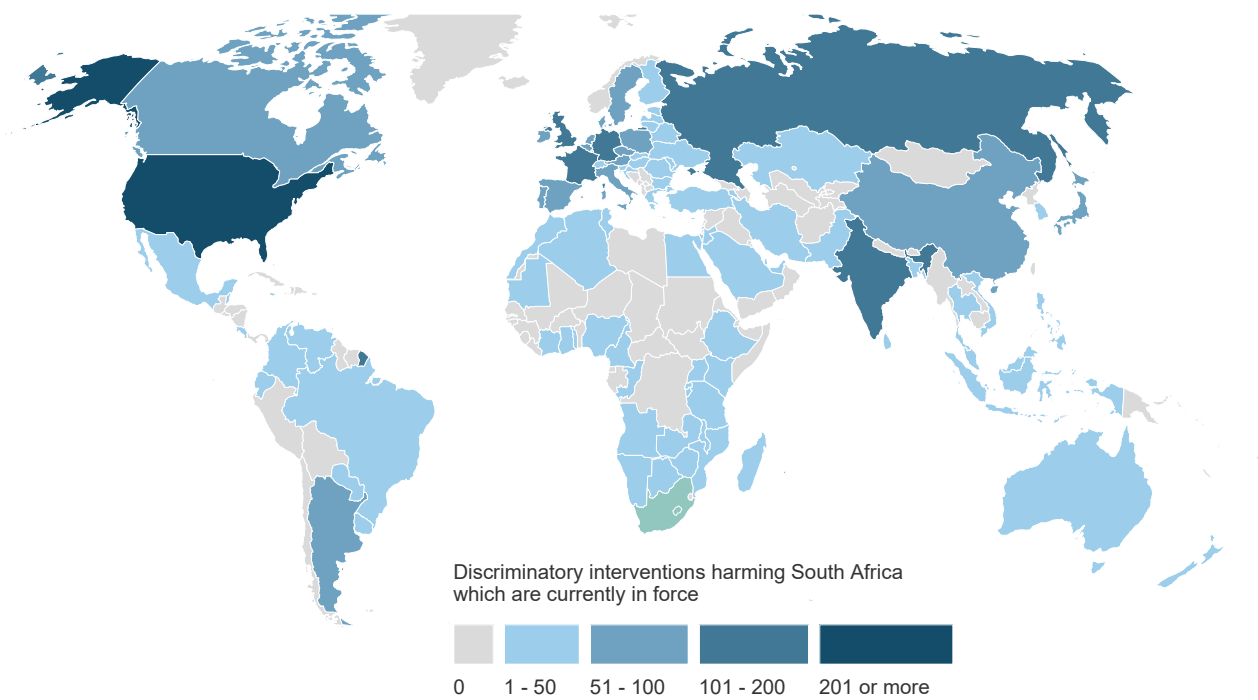 Discriminatory interventions harming South Africa
which are currently in force
0 1 - 50 51 - 100 101 - 200 201 or more